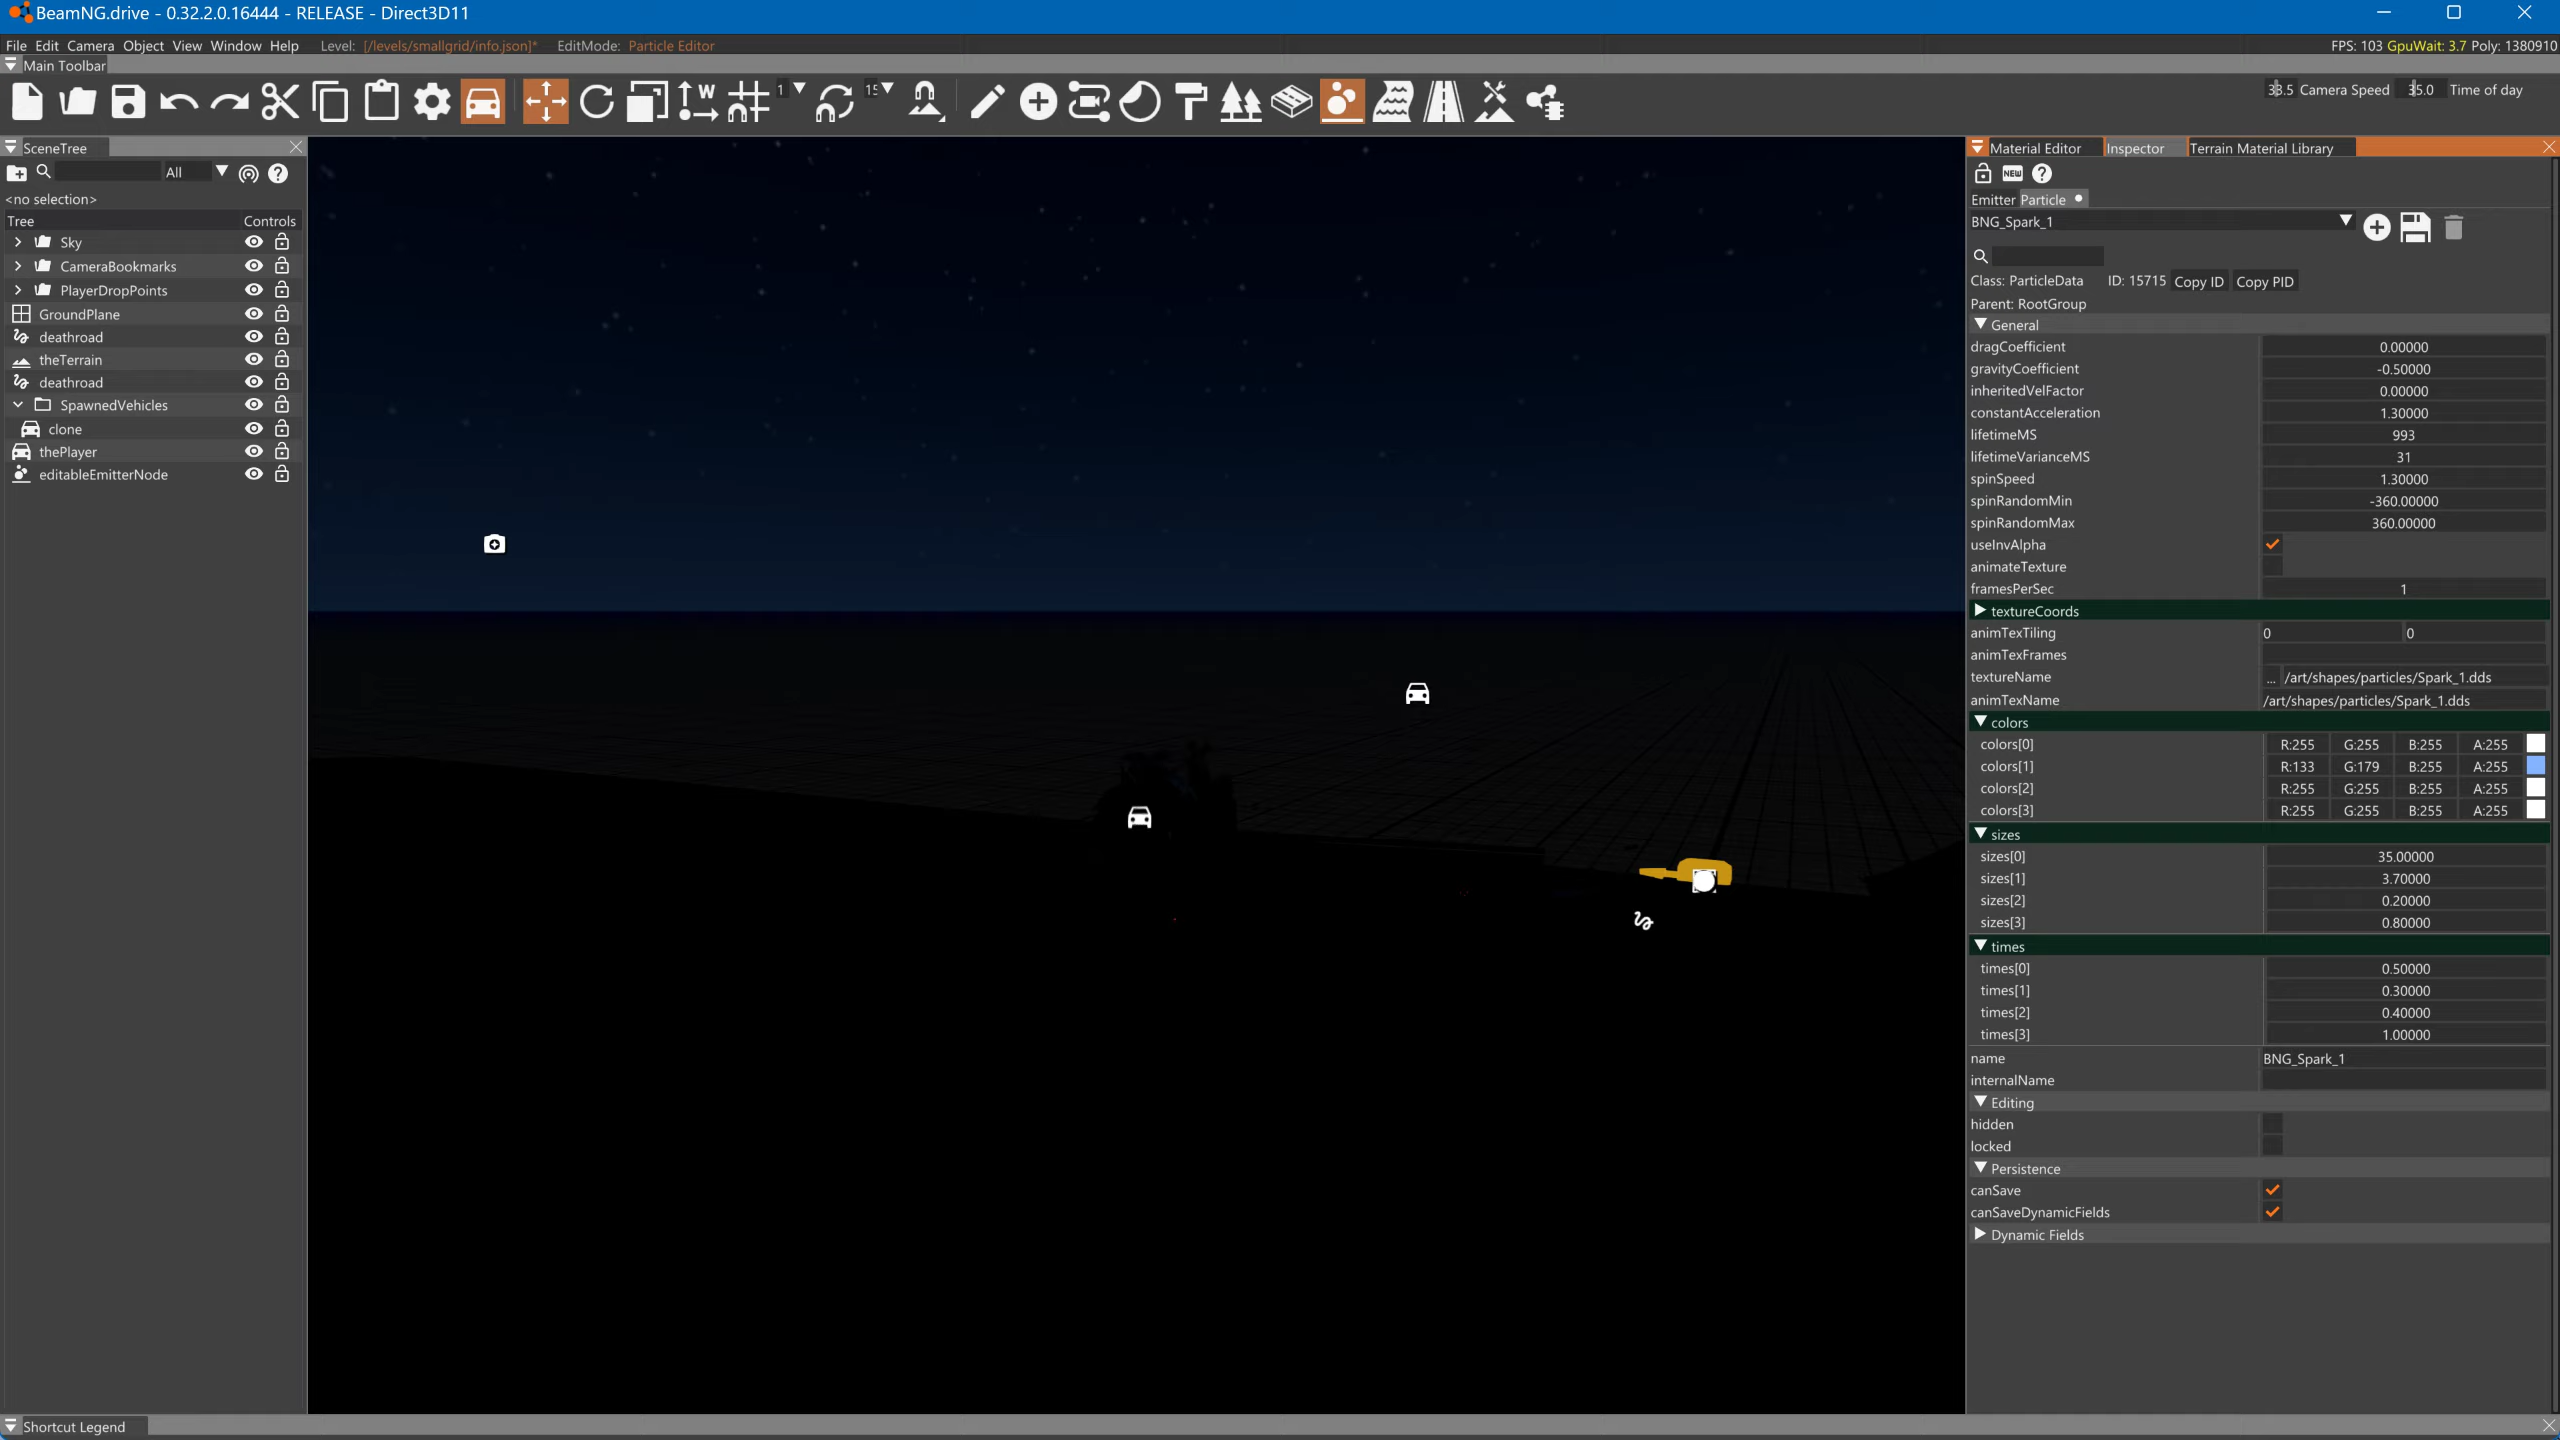 BeamNG.drive - 0.32.2.0.16444 - RELEASE - Direct3D11
File Edit Camera Object View Window Help Level: [/levels/smallgrid/info.json]* EditMode: Particle Editor FPS: 103 GpuWait: 3.7 Poly: 1380910
Main Toolbar
W 1 15 33.5 Camera Speed 35.0 Time of day
SceneTree
All
<no selection>
Tree Controls
Sky
CameraBookmarks
PlayerDropPoints
GroundPlane
deathroad
theTerrain
deathroad
SpawnedVehicles
clone
thePlayer
editableEmitterNode
Material Editor Inspector Terrain Material Library
NEW
Emitter Particle
BNG_Spark_1
Class: ParticleData ID: 15715 Copy ID Copy PID
Parent: RootGroup
General
dragCoefficient 0.00000
gravityCoefficient -0.50000
inheritedVelFactor 0.00000
constantAcceleration 1.30000
lifetimeMS 993
lifetimeVarianceMS 31
spinSpeed 1.30000
spinRandomMin -360.00000
spinRandomMax 360.00000
useInvAlpha
animateTexture
framesPerSec 1
textureCoords
animTexTiling 0 0
animTexFrames
textureName ... /art/shapes/particles/Spark_1.dds
animTexName /art/shapes/particles/Spark_1.dds
colors
colors[0] R:255 G:255 B:255 A:255
colors[1] R:133 G:179 B:255 A:255
colors[2] R:255 G:255 B:255 A:255
colors[3] R:255 G:255 B:255 A:255
sizes
sizes[0] 35.00000
sizes[1] 3.70000
sizes[2] 0.20000
sizes[3] 0.80000
times
times[0] 0.50000
times[1] 0.30000
times[2] 0.40000
times[3] 1.00000
name BNG_Spark_1
internalName
Editing
hidden
locked
Persistence
canSave
canSaveDynamicFields
Dynamic Fields
Shortcut Legend